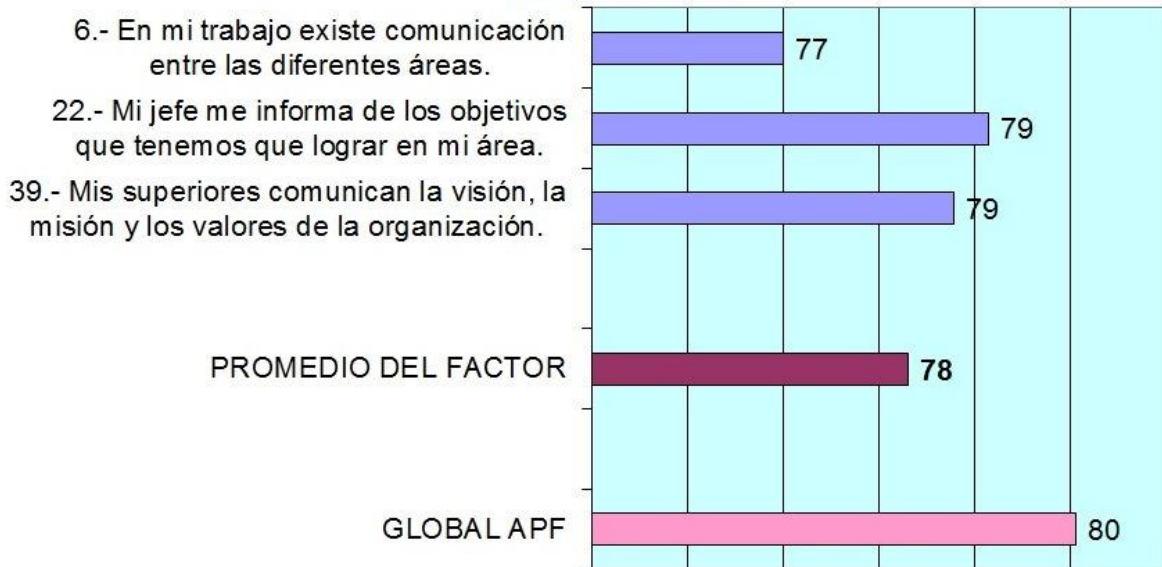 6.- En mi trabajo existe comunicación
entre las diferentes áreas.
77
22.- Mi jefe me informa de los objetivos
que tenemos que lograr en mi área.
79
39.- Mis superiores comunican la visión, la
misión y los valores de la organización.
79
PROMEDIO DEL FACTOR
78
GLOBAL APF
80